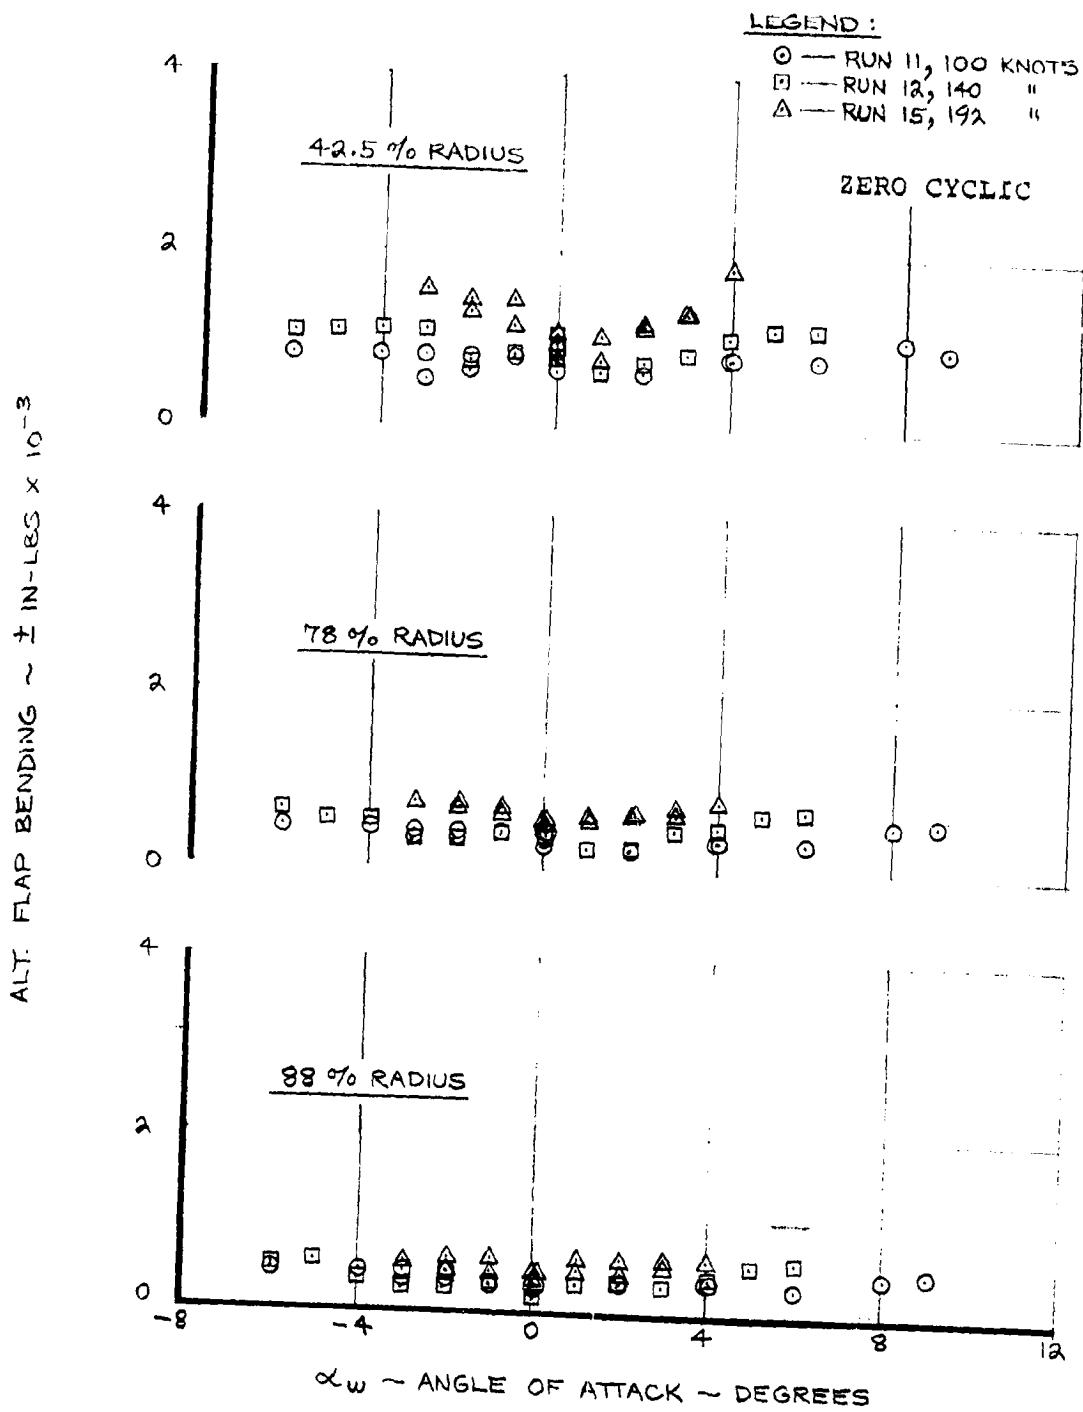 LEGEND:
⊙ — RUN 11, 100 KNOTS
⊡ — RUN 12, 140 "
△ — RUN 15, 192 "
ZERO CYCLIC
42.5 % RADIUS
4
2
0
78 % RADIUS
4
2
0
88 % RADIUS
4
2
0
-8 -4 0 4 8 12
ALT. FLAP BENDING ~ ± IN-LBS x 10⁻³
αw ~ ANGLE OF ATTACK ~ DEGREES